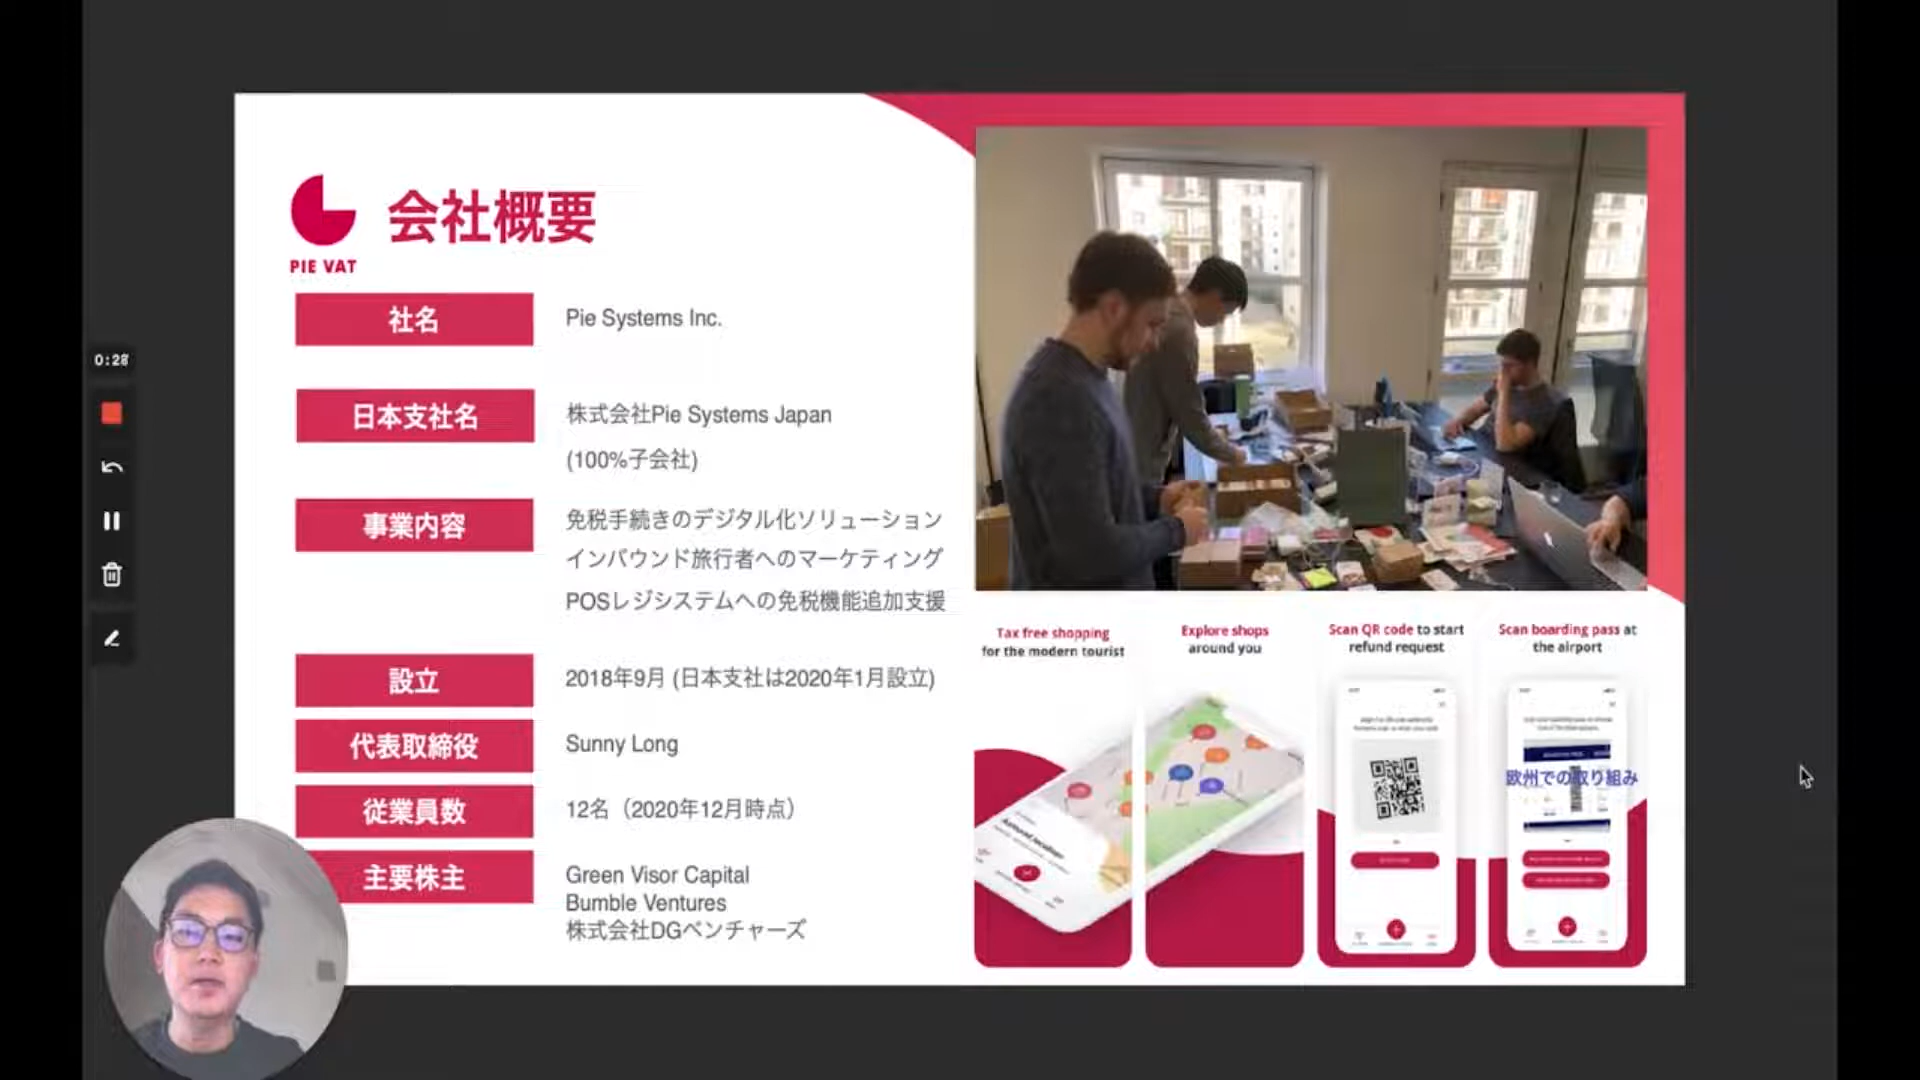 会社概要
PIE VAT
社名
Pie Systems Inc.
日本支社名
株式会社Pie Systems Japan
(100%子会社)
事業内容
免税手続きのデジタル化ソリューション
インバウンド旅行者へのマーケティング
POSレジシステムへの免税機能追加支援
設立
2018年9月 (日本支社は2020年1月設立)
代表取締役
Sunny Long
従業員数
12名（2020年12月時点）
主要株主
Green Visor Capital
Bumble Ventures
株式会社DGベンチャーズ
Tax free shopping
for the modern tourist
Explore shops
around you
Scan QR code to start
refund request
Scan boarding pass at
the airport
欧州での取り組み
0:28